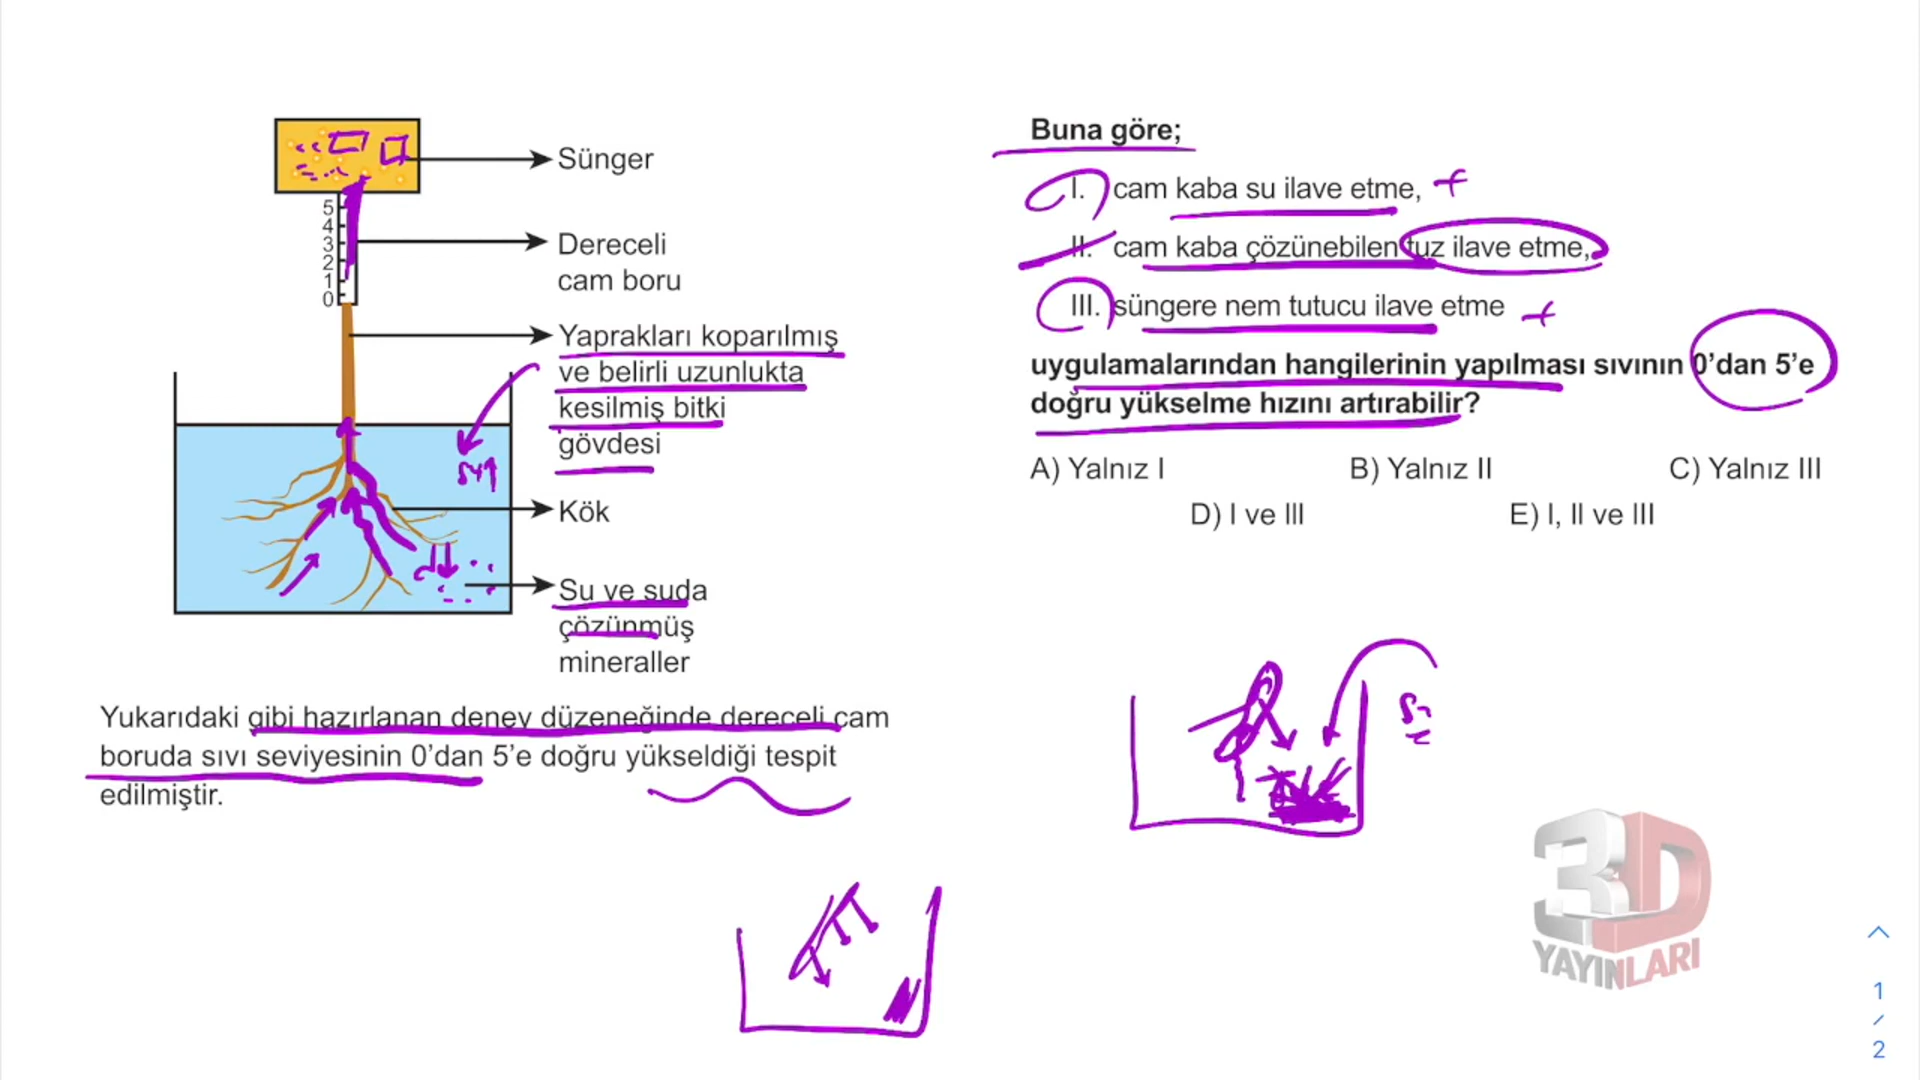 Sünger
5
4
3
2
1
0
Dereceli
cam boru
Yaprakları koparılmış
ve belirli uzunlukta
kesilmiş bitki
gövdesi
Kök
Su ve suda
çözünmüş
mineraller
Yukarıdaki gibi hazırlanan deney düzeneğinde dereceli cam
boruda sıvı seviyesinin 0’dan 5’e doğru yükseldiği tespit
edilmiştir.
Buna göre;
I. cam kaba su ilave etme, +
II. cam kaba çözünebilen tuz ilave etme,
III. süngere nem tutucu ilave etme +
uygulamalarından hangilerinin yapılması sıvının 0’dan 5’e
doğru yükselme hızını artırabilir?
A) Yalnız I B) Yalnız II C) Yalnız III
D) I ve III E) I, II ve III
3D
YAYINLARI
1
/
2